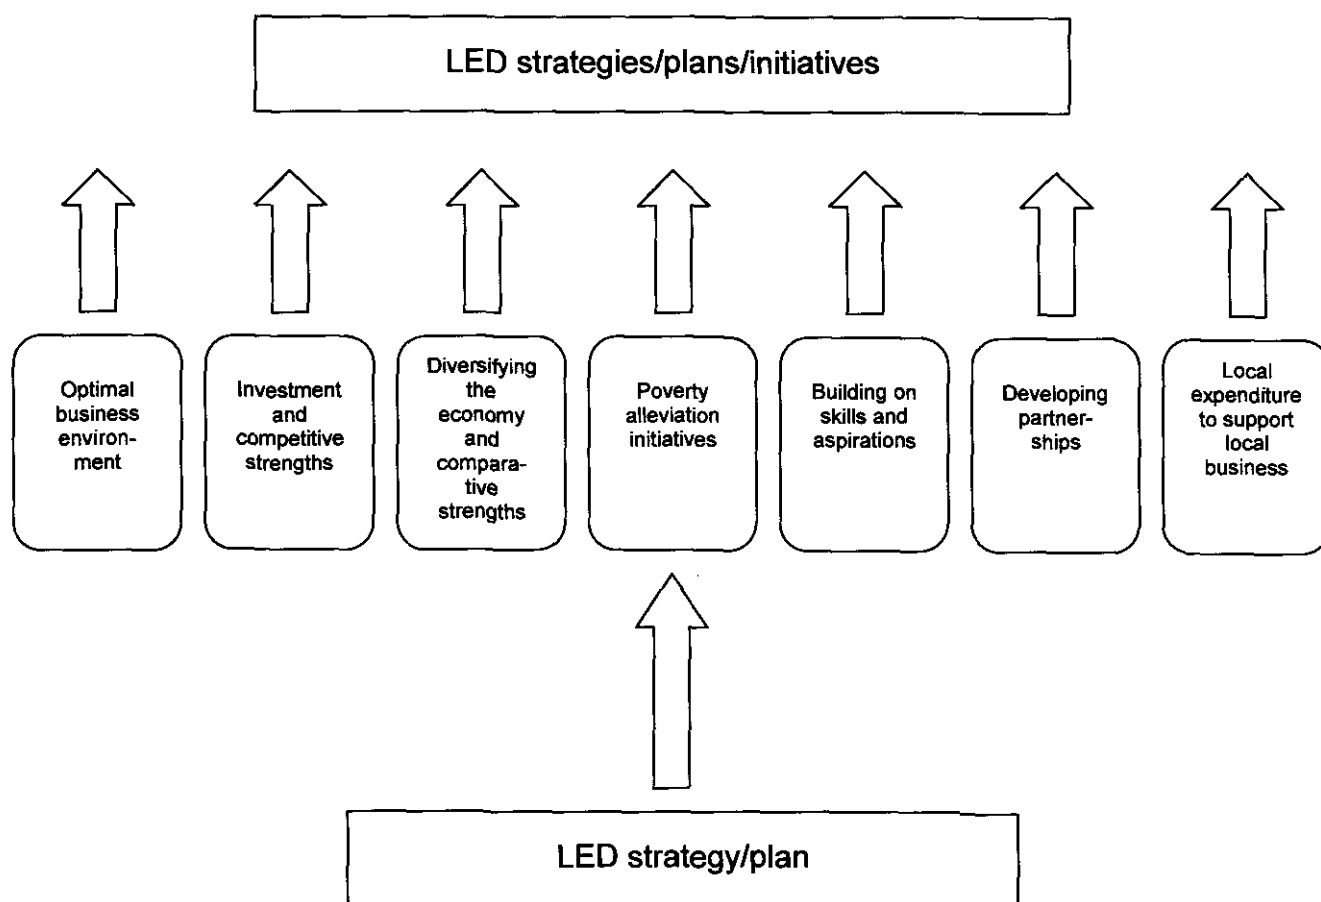 LED strategies/plans/initiatives
Optimal
business
environ-
ment
Investment
and
competitive
strengths
Diversifying
the
economy
and
compara-
tive
strengths
Poverty
alleviation
initiatives
Building on
skills and
aspirations
Developing
partner-
ships
Local
expenditure
to support
local
business
LED strategy/plan